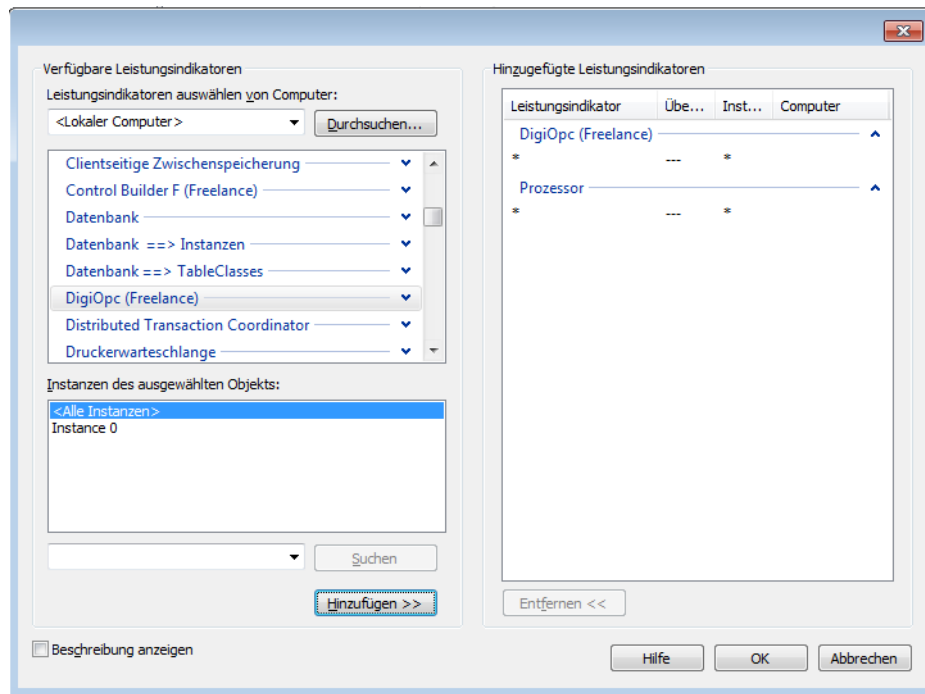 Verfügbare Leistungsindikatoren
Leistungsindikatoren auswählen von Computer:
<Lokaler Computer>
Durchsuchen...
Clientseitige Zwischenspeicherung
Control Builder F (Freelance)
Datenbank
Datenbank ==> Instanzen
Datenbank ==> TableClasses
DigiOpc (Freelance)
Distributed Transaction Coordinator
Druckerwarteschlange
Instanzen des ausgewählten Objekts:
<Alle Instanzen>
Instance 0
Suchen
Hinzufügen >>
Hinzugefügte Leistungsindikatoren
Leistungsindikator Übe... Inst... Computer
DigiOpc (Freelance)
* --- *
Prozessor
* --- *
Entfernen <<
Beschreibung anzeigen
Hilfe OK Abbrechen